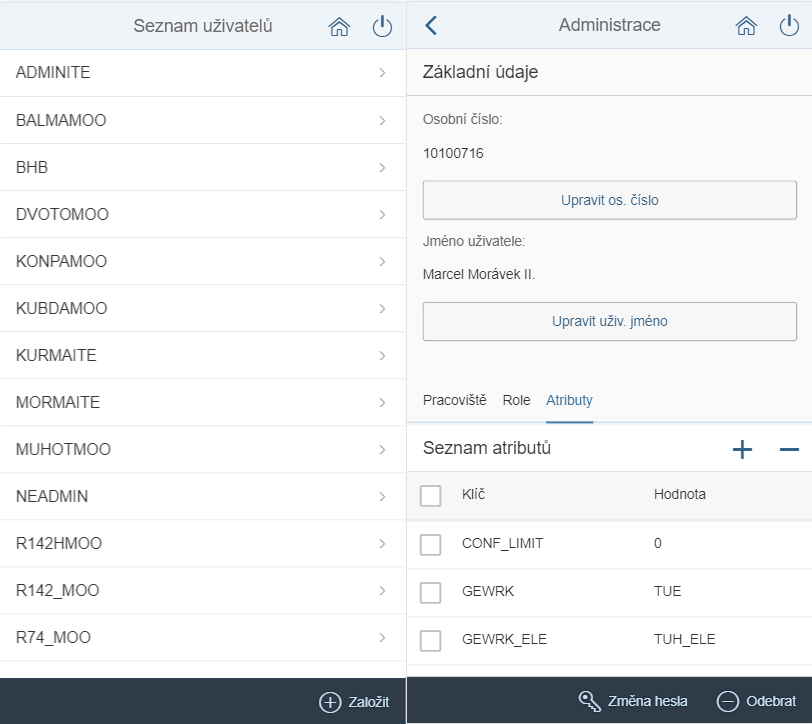 Seznam uživatelů
ADMINITE
BALMAMOO
BHB
DVOTOMOO
KONPAMOO
KUBDAMOO
KURMAITE
MORMAITE
MUHOTMOO
NEADMIN
R142HMOO
R142_MOO
R74_MOO
Založit
Administrace
Základní údaje
Osobní číslo:
10100716
Upravit os. číslo
Jméno uživatele:
Marcel Morávek II.
Upravit uživ. jméno
Pracoviště Role Atributy
Seznam atributů
Klíč Hodnota
CONF_LIMIT 0
GEWRK TUE
GEWRK_ELE TUH_ELE
Změna hesla Odebrat